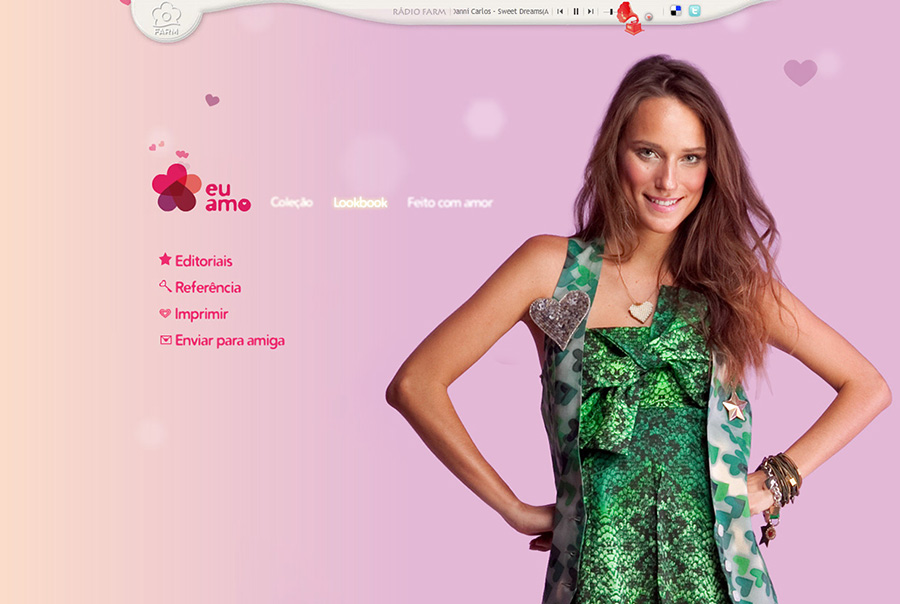 FARM
RÁDIO FARM
Yanni Carlos - Sweet Dreams(A
eu
amo
Coleção Lookbook Feito com amor
Editoriais
Referência
Imprimir
Enviar para amiga